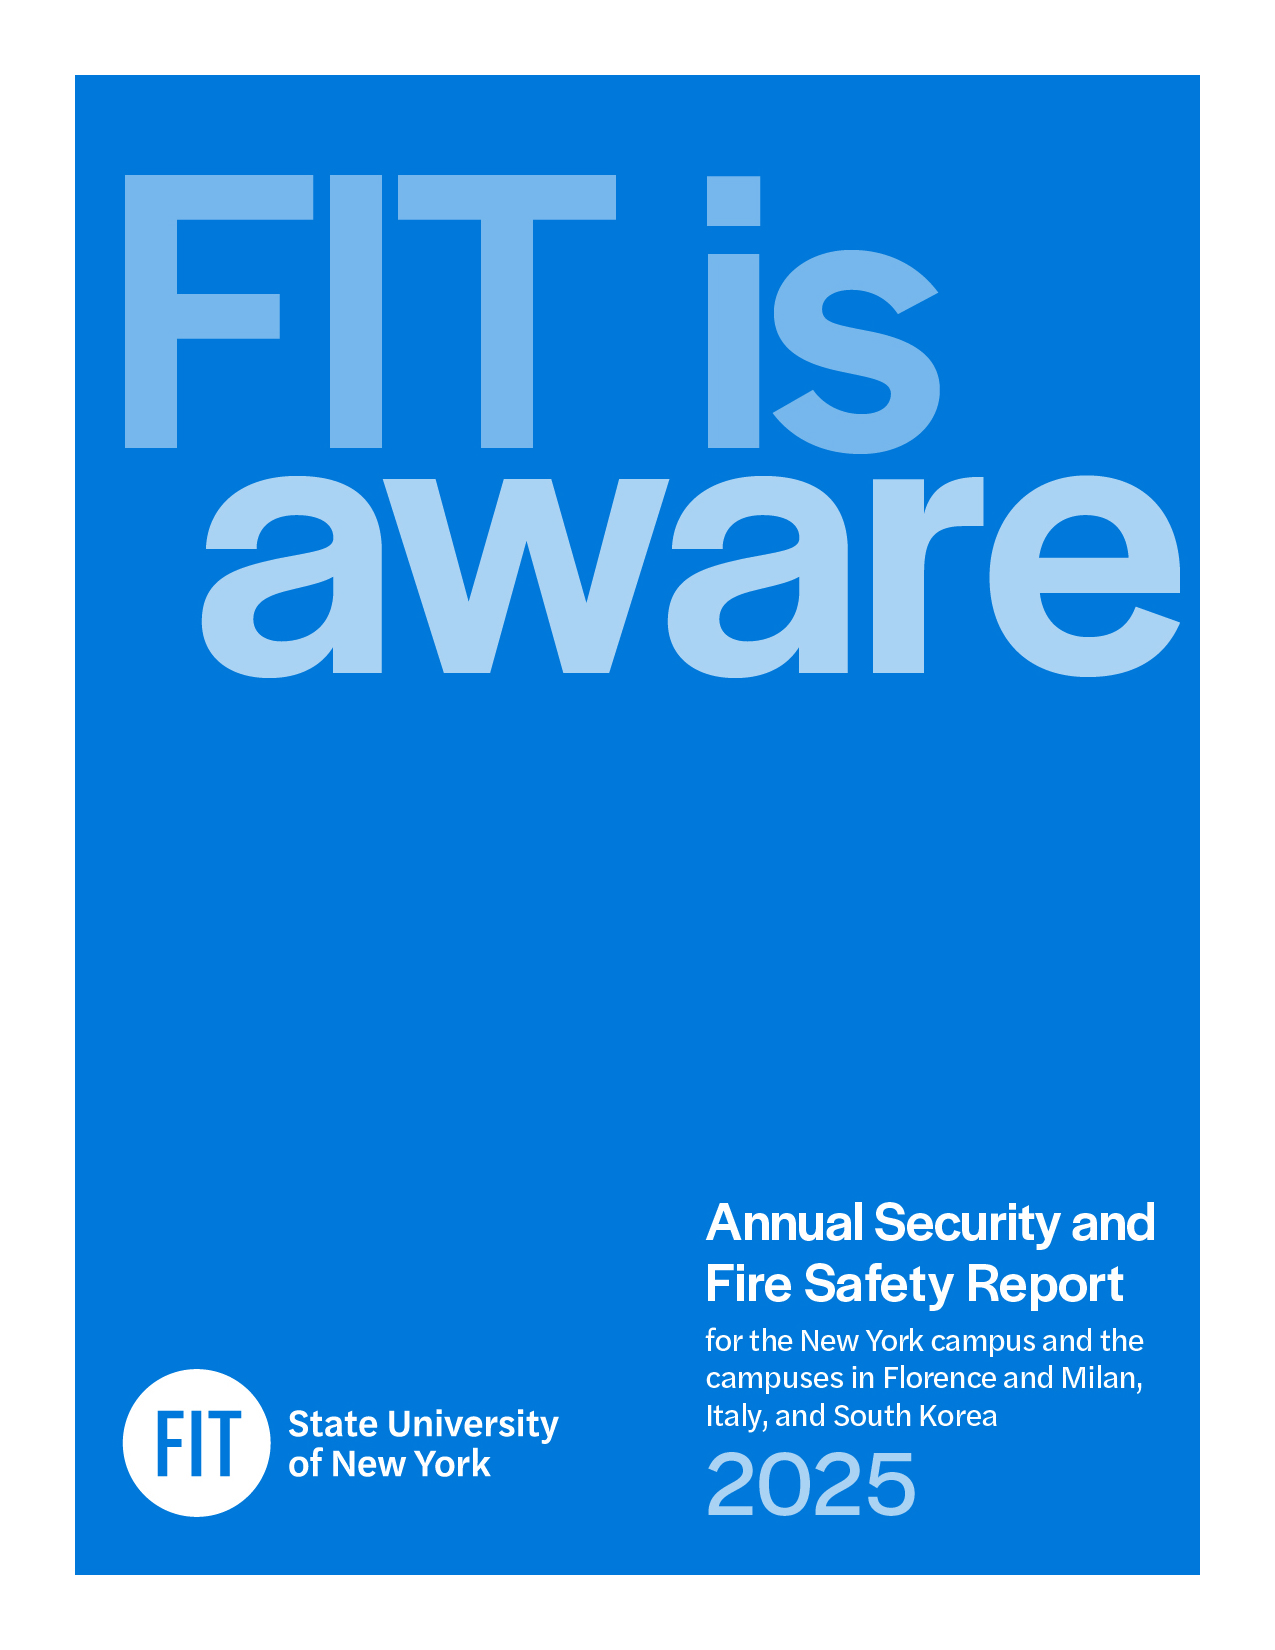 FIT is
aware
Annual Security and
Fire Safety Report
for the New York campus and the
campuses in Florence and Milan,
Italy, and South Korea
2025
FIT
State University
of New York